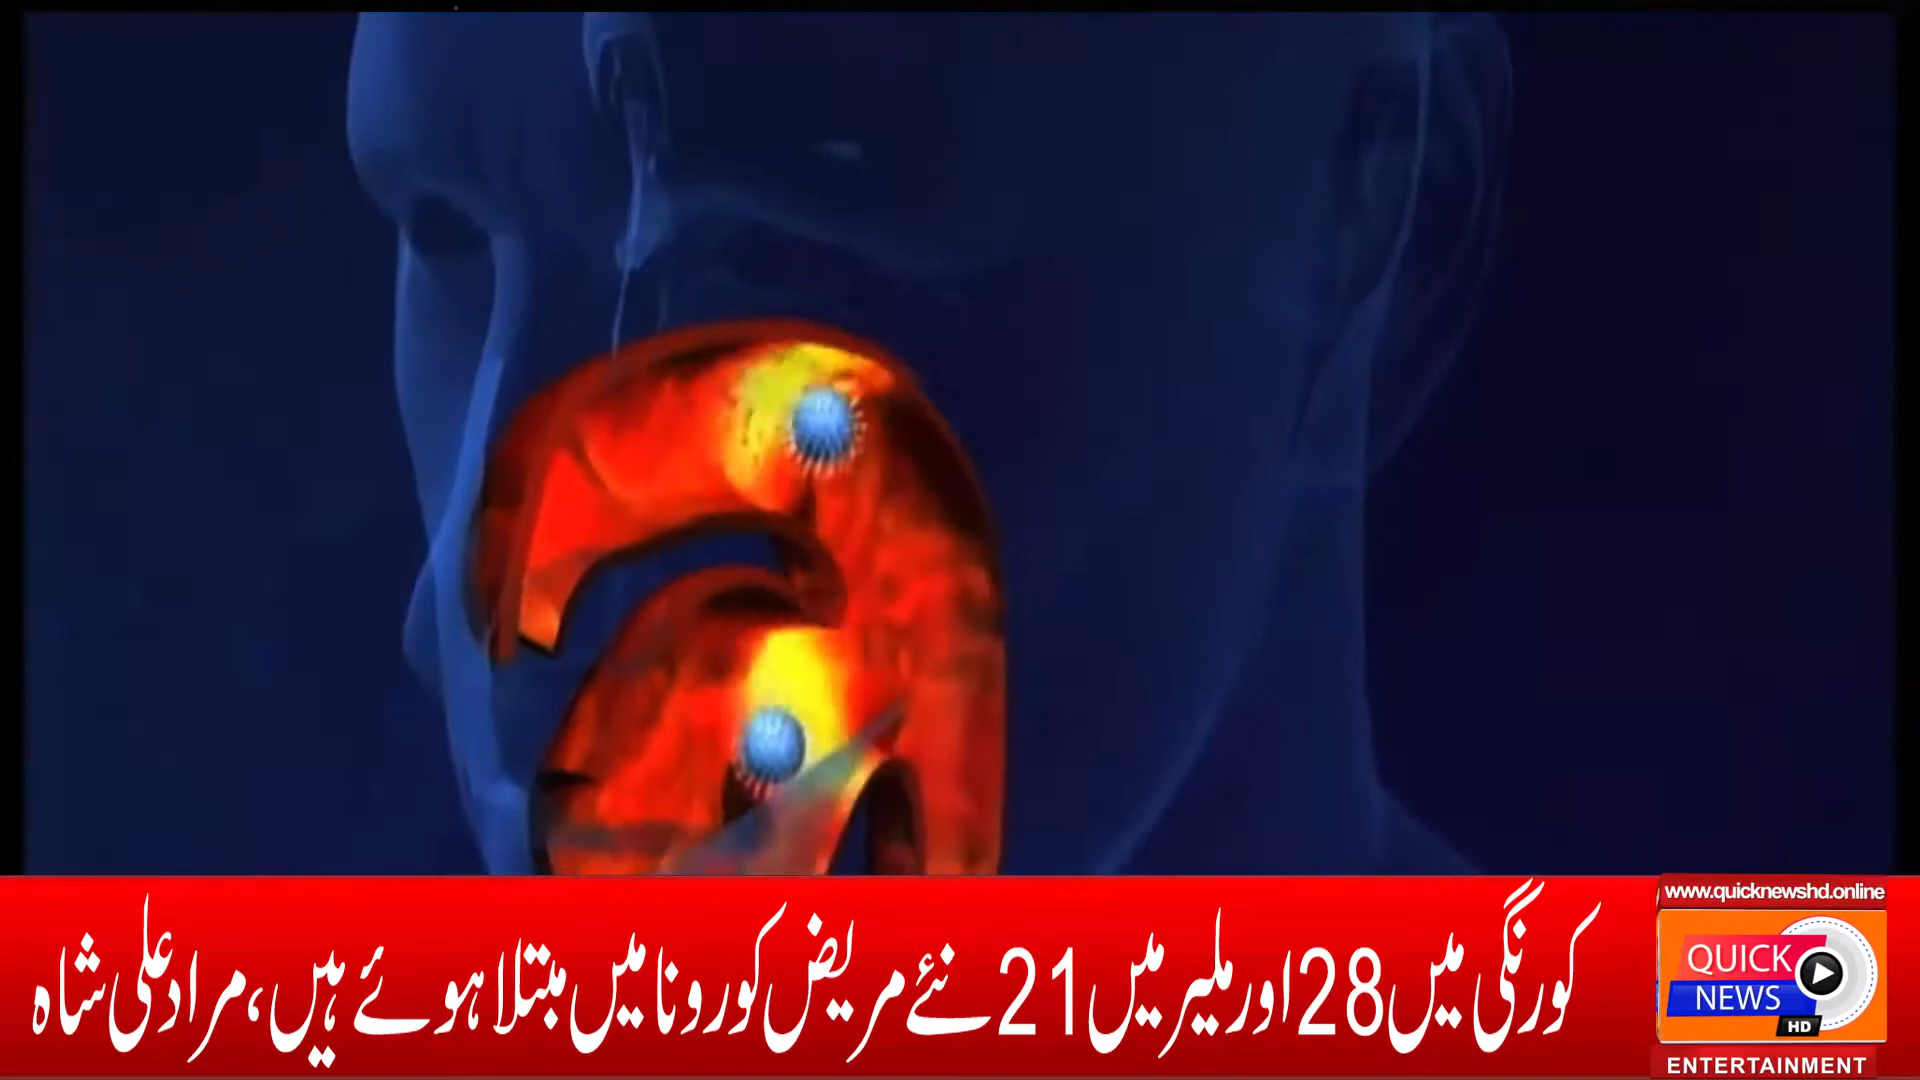 کورنگی میں 28 اور ملیر میں 21 نئے مریض کورونا میں مبتلا ہوئے ہیں، مراد علی شاہ
www.quicknewshd.online
QUICK
NEWS
HD
ENTERTAINMENT